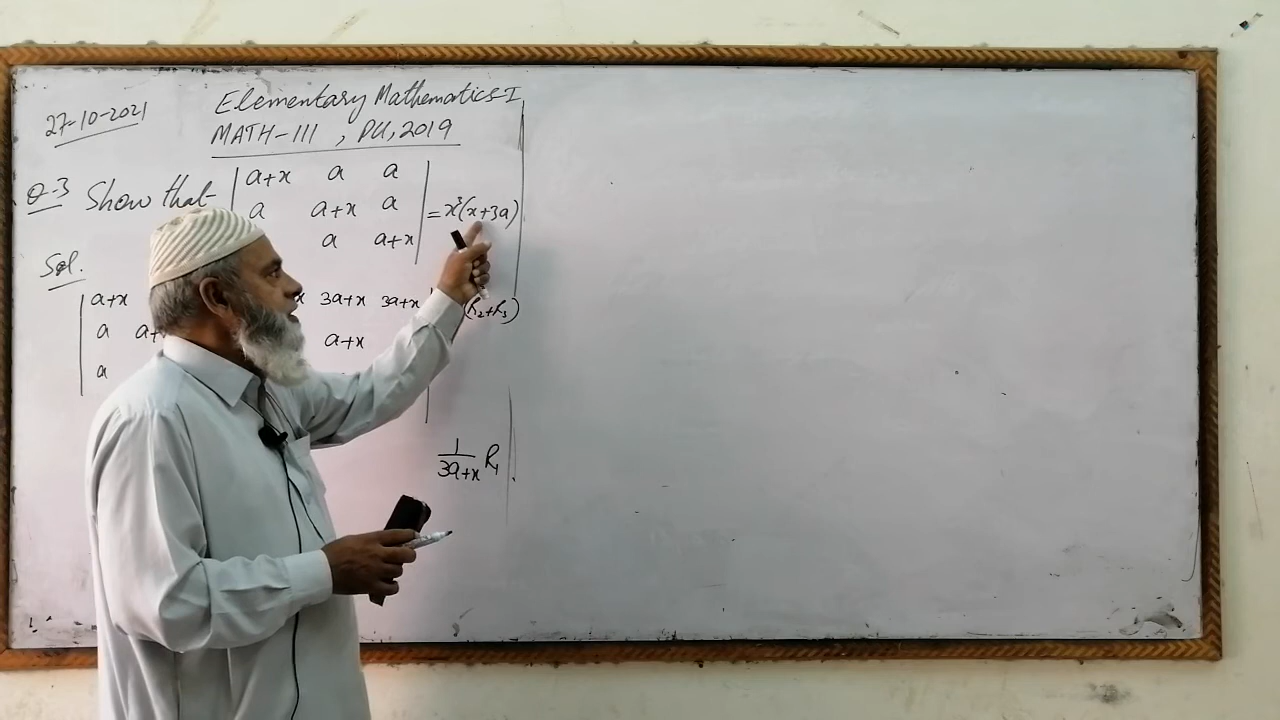 27-10-2021
Elementary Mathematics-I
MATH-III, PU, 2019
Q-3 Show that | a+x a a |
| a a+x a | = x²(x+3a)
a a+x |
Sol.
| a+x x 3a+x 3a+x | R₂+R₃)
| a a+ a+x
| a
1/3a+x R₁